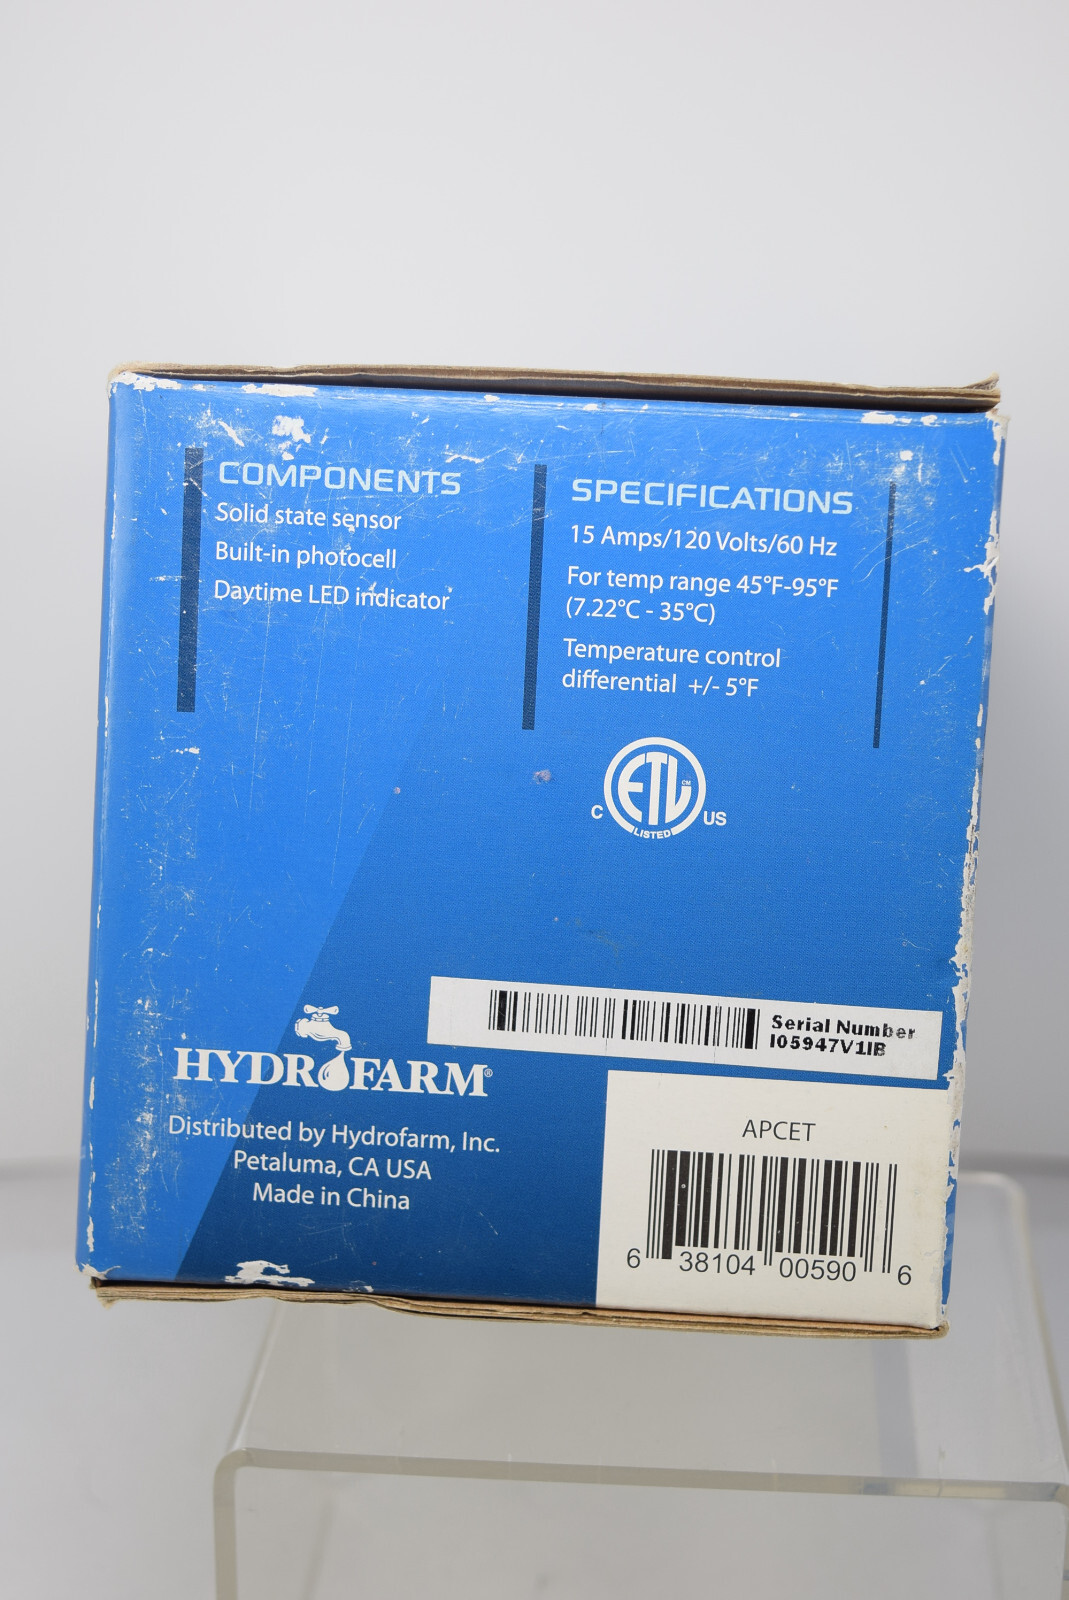 COMPONENTS
Solid state sensor
Built-in photocell
Daytime LED indicator
SPECIFICATIONS
15 Amps/120 Volts/60 Hz
For temp range 45°F-95°F
(7.22°C - 35°C)
Temperature control
differential +/- 5°F
ETL CM
C US
LISTED
Serial Number
I05947V1IB
HYDROFARM®
Distributed by Hydrofarm, Inc.
Petaluma, CA USA
Made in China
APCET
6 38104 00590 6